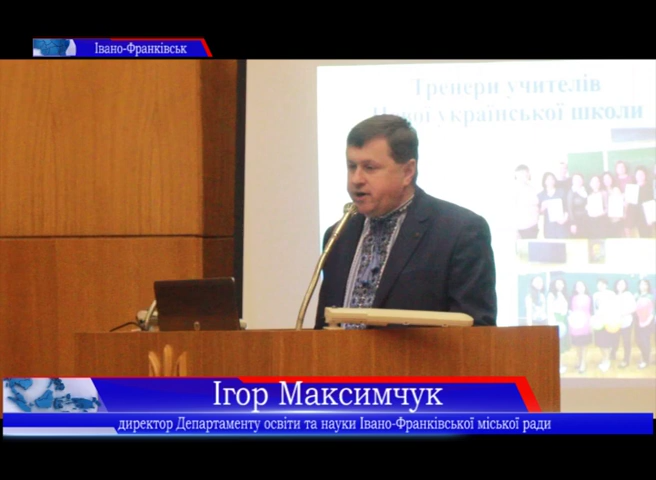 Івано-Франківськ
Тренери учителів
Нової української школи
Ігор Максимчук
директор Департаменту освіти та науки Івано-Франківської міської ради